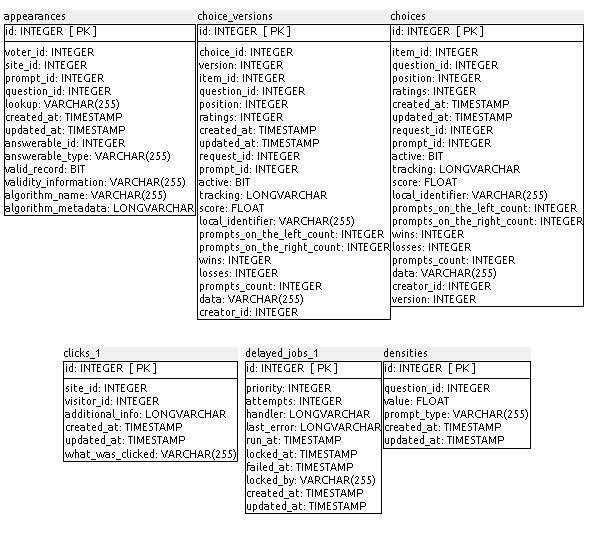 appearances
id: INTEGER [ PK ]
voter_id: INTEGER
site_id: INTEGER
prompt_id: INTEGER
question_id: INTEGER
lookup: VARCHAR(255)
created_at: TIMESTAMP
updated_at: TIMESTAMP
answerable_id: INTEGER
answerable_type: VARCHAR(255)
valid_record: BIT
validity_information: VARCHAR(255)
algorithm_name: VARCHAR(255)
algorithm_metadata: LONGVARCHAR
choice_versions
id: INTEGER [ PK ]
choice_id: INTEGER
version: INTEGER
item_id: INTEGER
question_id: INTEGER
position: INTEGER
ratings: INTEGER
created_at: TIMESTAMP
updated_at: TIMESTAMP
request_id: INTEGER
prompt_id: INTEGER
active: BIT
tracking: LONGVARCHAR
score: FLOAT
local_identifier: VARCHAR(255)
prompts_on_the_left_count: INTEGER
prompts_on_the_right_count: INTEGER
wins: INTEGER
losses: INTEGER
prompts_count: INTEGER
data: VARCHAR(255)
creator_id: INTEGER
choices
id: INTEGER [ PK ]
item_id: INTEGER
question_id: INTEGER
position: INTEGER
ratings: INTEGER
created_at: TIMESTAMP
updated_at: TIMESTAMP
request_id: INTEGER
prompt_id: INTEGER
active: BIT
tracking: LONGVARCHAR
score: FLOAT
local_identifier: VARCHAR(255)
prompts_on_the_left_count: INTEGER
prompts_on_the_right_count: INTEGER
wins: INTEGER
losses: INTEGER
prompts_count: INTEGER
data: VARCHAR(255)
creator_id: INTEGER
version: INTEGER
clicks_1
id: INTEGER [ PK ]
site_id: INTEGER
visitor_id: INTEGER
additional_info: LONGVARCHAR
created_at: TIMESTAMP
updated_at: TIMESTAMP
what_was_clicked: VARCHAR(255)
delayed_jobs_1
id: INTEGER [ PK ]
priority: INTEGER
attempts: INTEGER
handler: LONGVARCHAR
last_error: LONGVARCHAR
run_at: TIMESTAMP
locked_at: TIMESTAMP
failed_at: TIMESTAMP
locked_by: VARCHAR(255)
created_at: TIMESTAMP
updated_at: TIMESTAMP
densities
id: INTEGER [ PK ]
question_id: INTEGER
value: FLOAT
prompt_type: VARCHAR(255)
created_at: TIMESTAMP
updated_at: TIMESTAMP